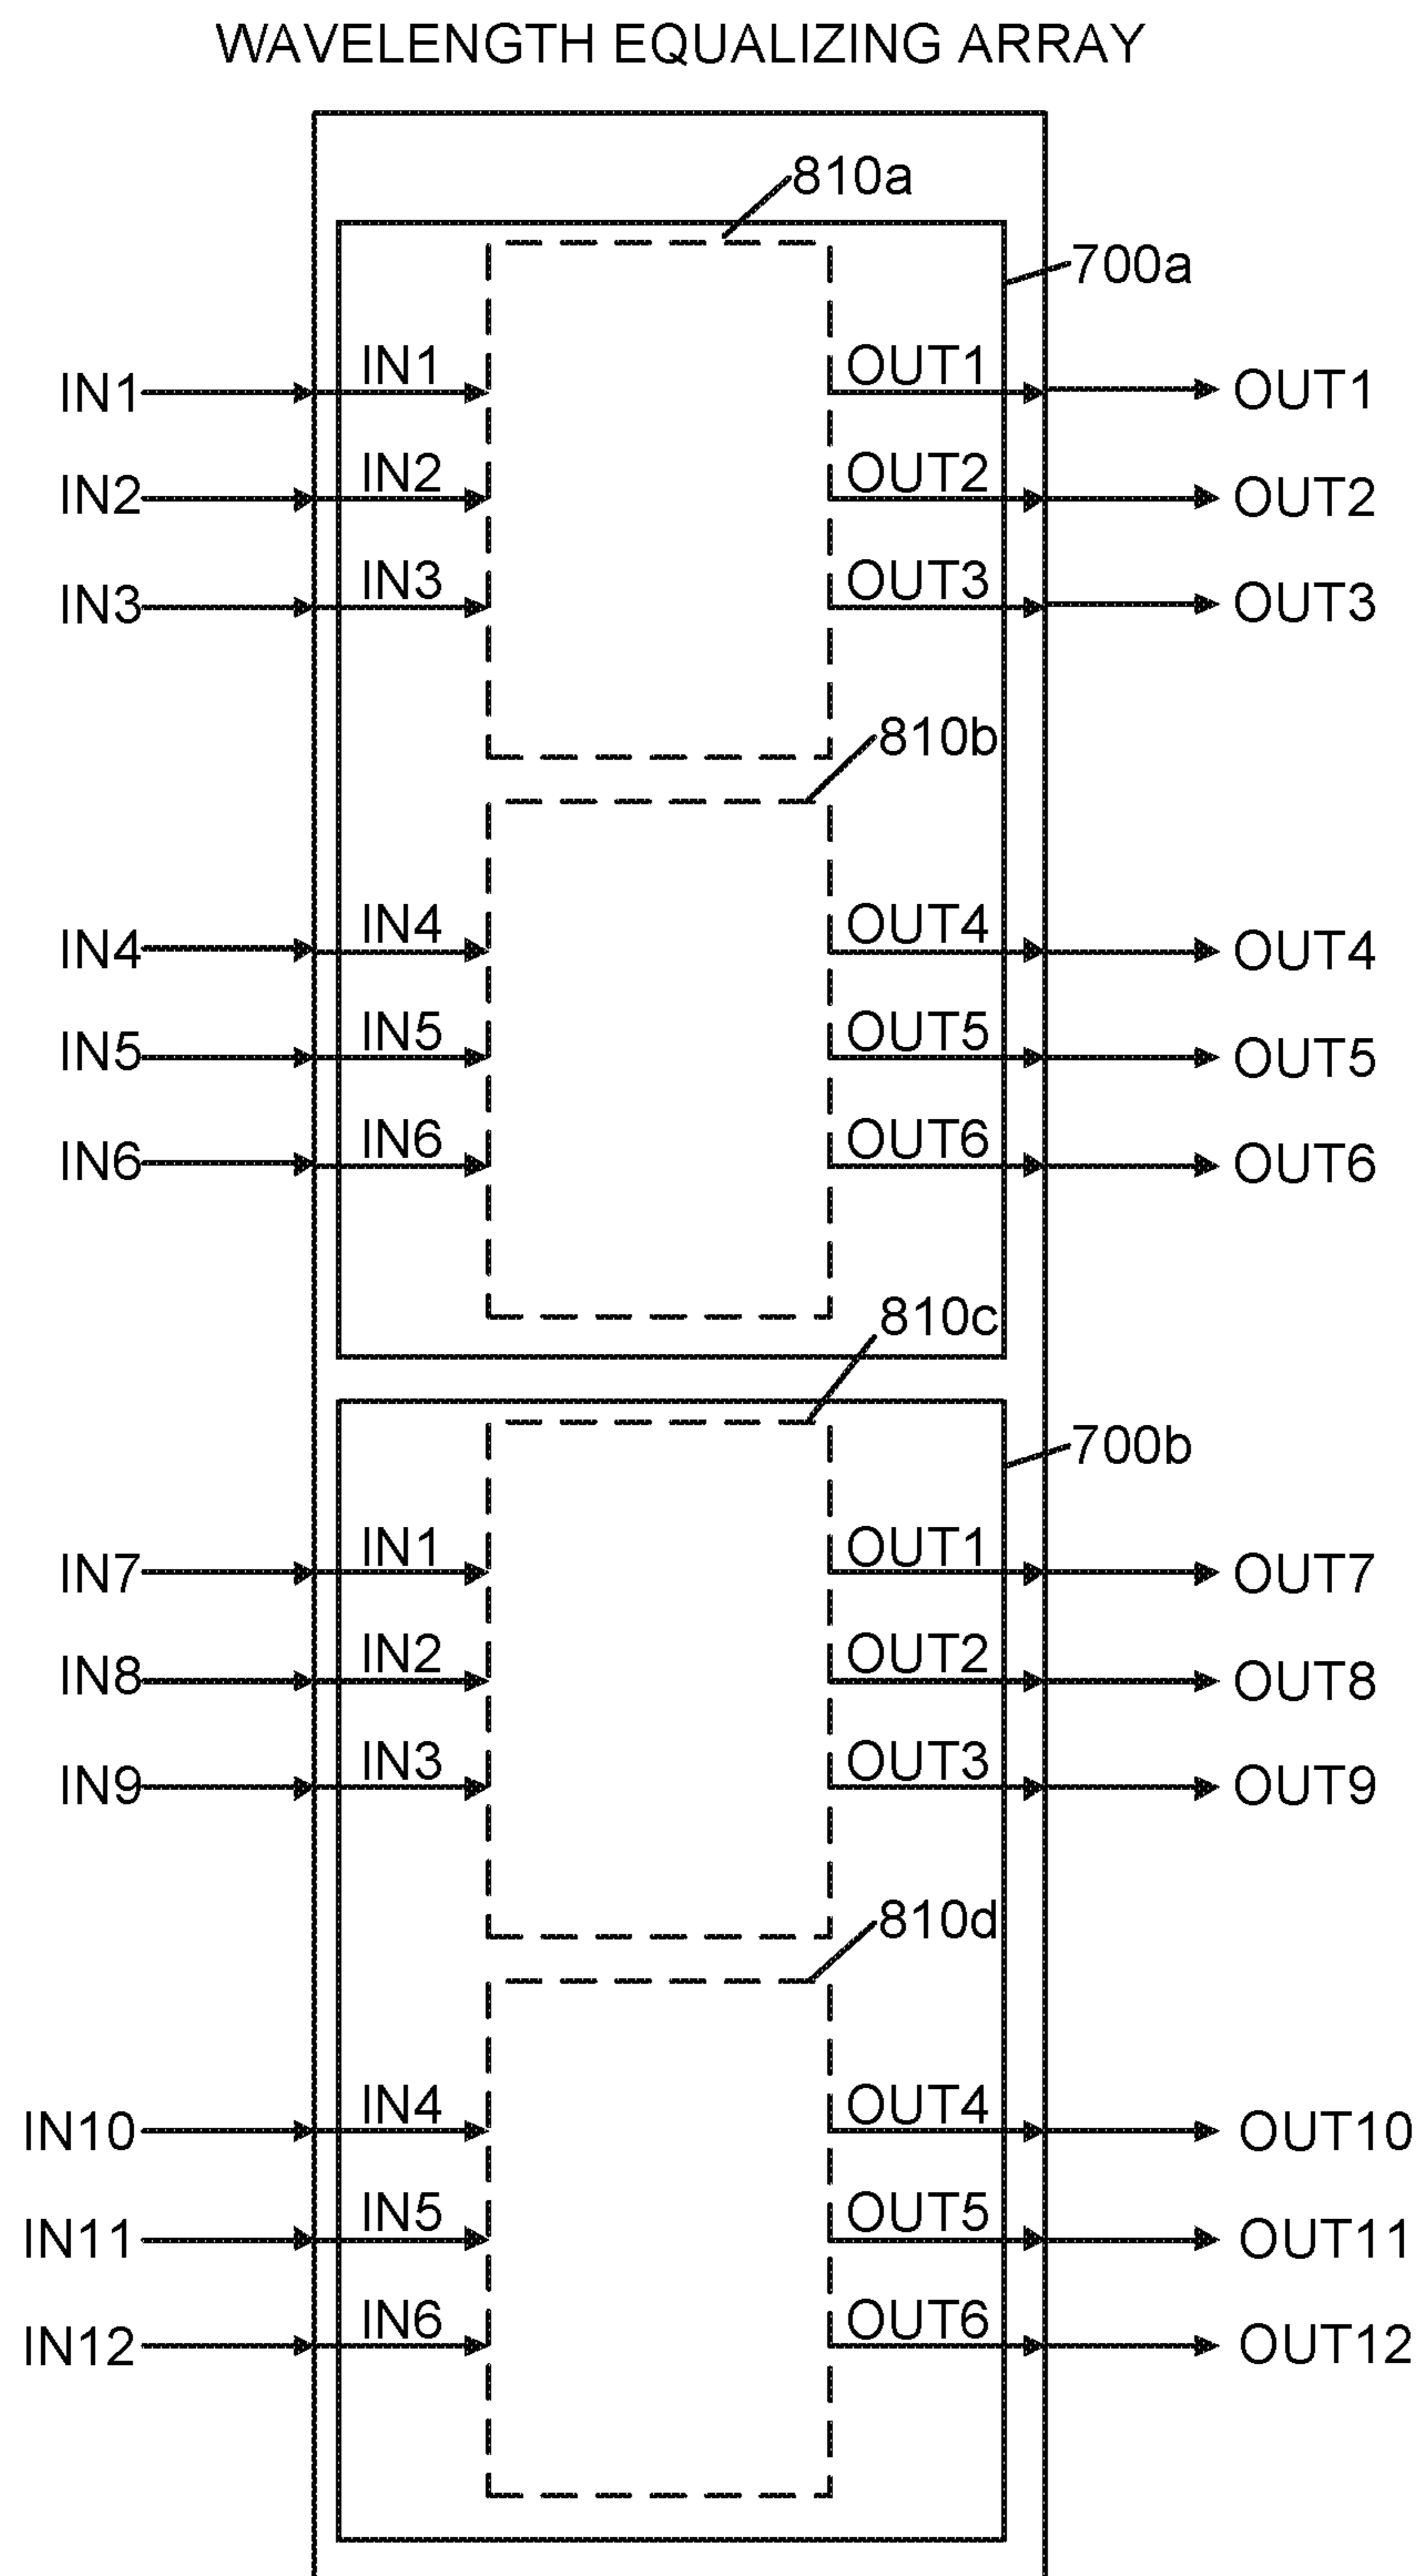 WAVELENGTH EQUALIZING ARRAY
810a
700a
IN1 IN1 OUT1 OUT1
IN2 IN2 OUT2 OUT2
IN3 IN3 OUT3 OUT3
810b
IN4 IN4 OUT4 OUT4
IN5 IN5 OUT5 OUT5
IN6 IN6 OUT6 OUT6
810c
700b
IN7 IN1 OUT1 OUT7
IN8 IN2 OUT2 OUT8
IN9 IN3 OUT3 OUT9
810d
IN10 IN4 OUT4 OUT10
IN11 IN5 OUT5 OUT11
IN12 IN6 OUT6 OUT12